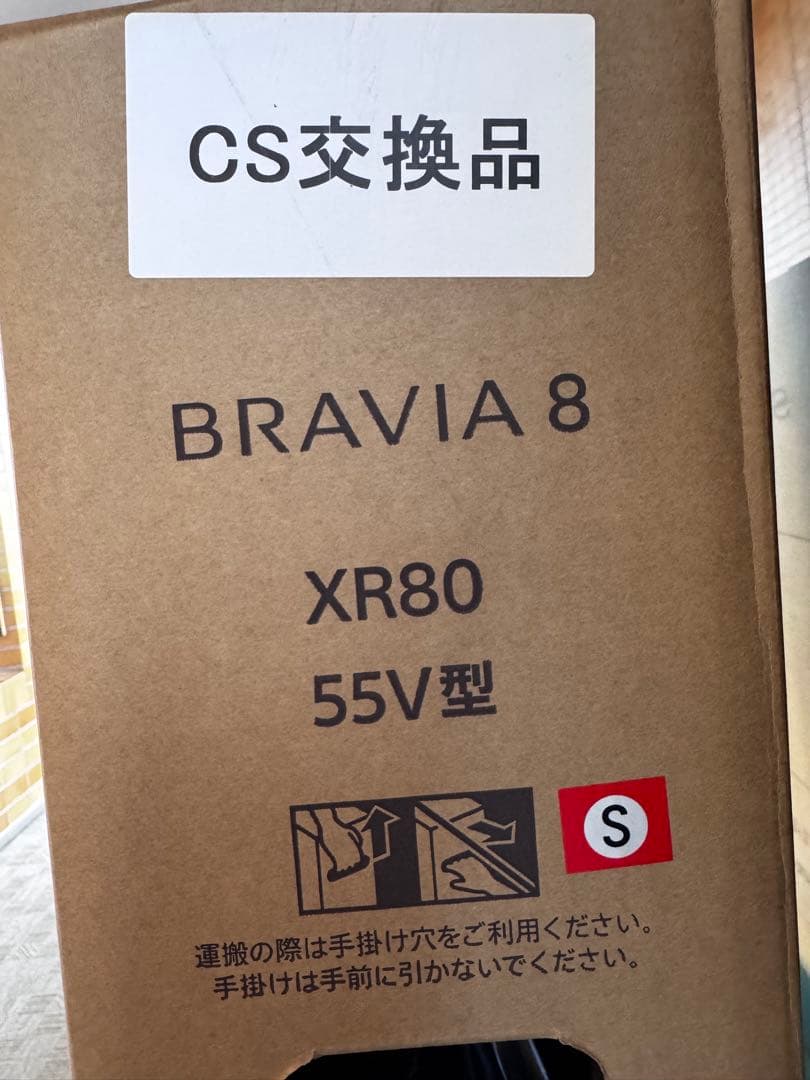 CS交換品
BRAVIA 8
XR80
55V型
S
運搬の際は手掛け穴をご利用ください。
手掛けは手前に引かないでください。